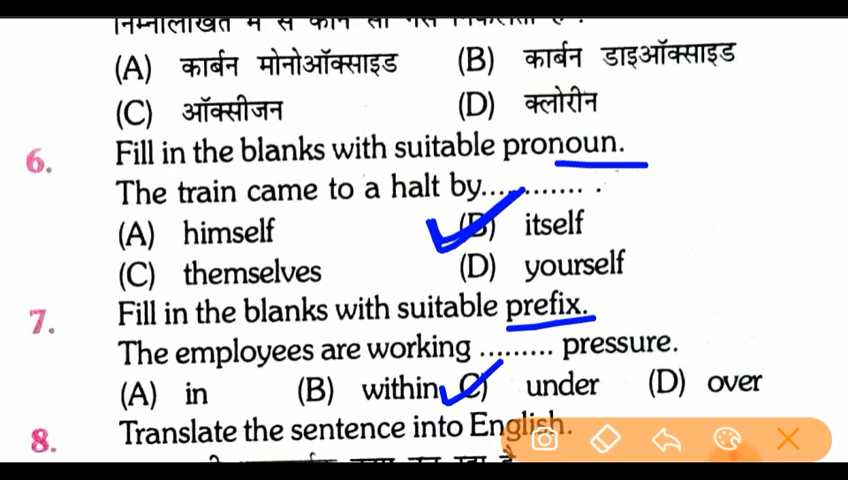 निम्नलिखित में से कौन सी गैस निकलती है ?
(A) कार्बन मोनोऑक्साइड (B) कार्बन डाइऑक्साइड
(C) ऑक्सीजन (D) क्लोरीन
6. Fill in the blanks with suitable pronoun.
The train came to a halt by............. .
(A) himself (B) itself
(C) themselves (D) yourself
7. Fill in the blanks with suitable prefix.
The employees are working ......... pressure.
(A) in (B) within (C) under (D) over
8. Translate the sentence into English.